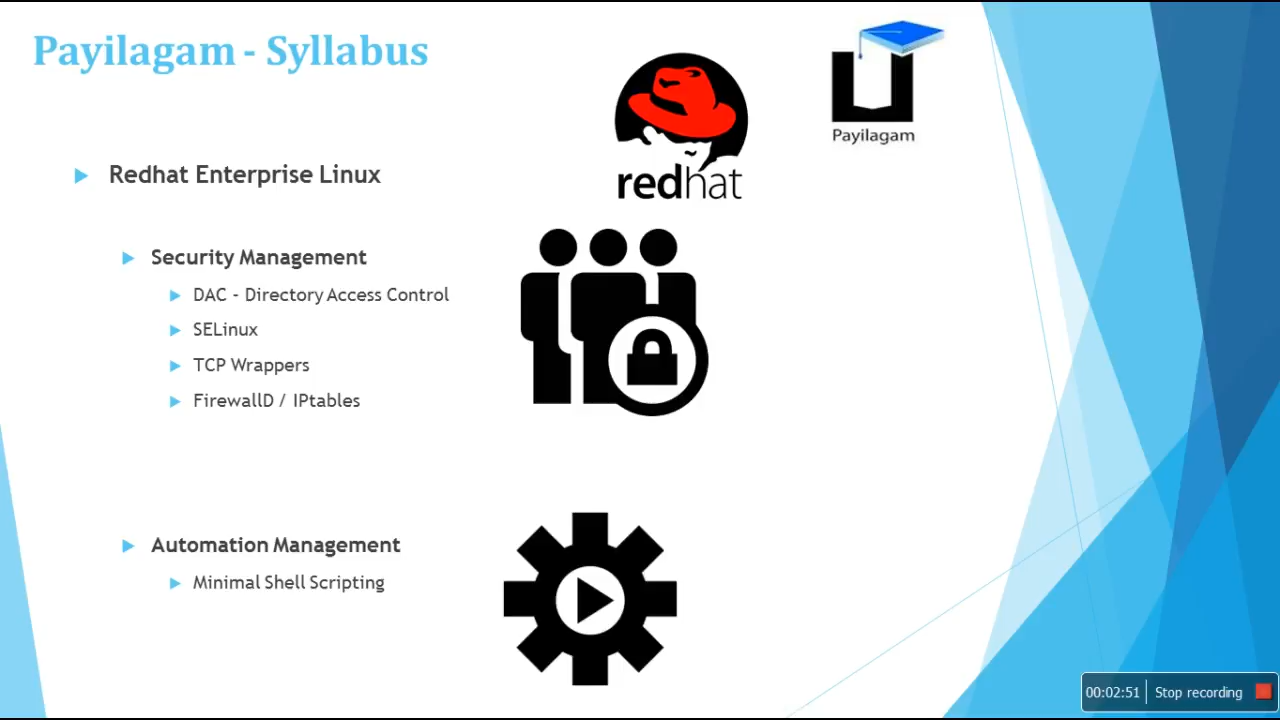 Payilagam - Syllabus
Payilagam
redhat
Redhat Enterprise Linux
Security Management
DAC - Directory Access Control
SELinux
TCP Wrappers
FirewallD / IPtables
Automation Management
Minimal Shell Scripting
00:02:51 Stop recording